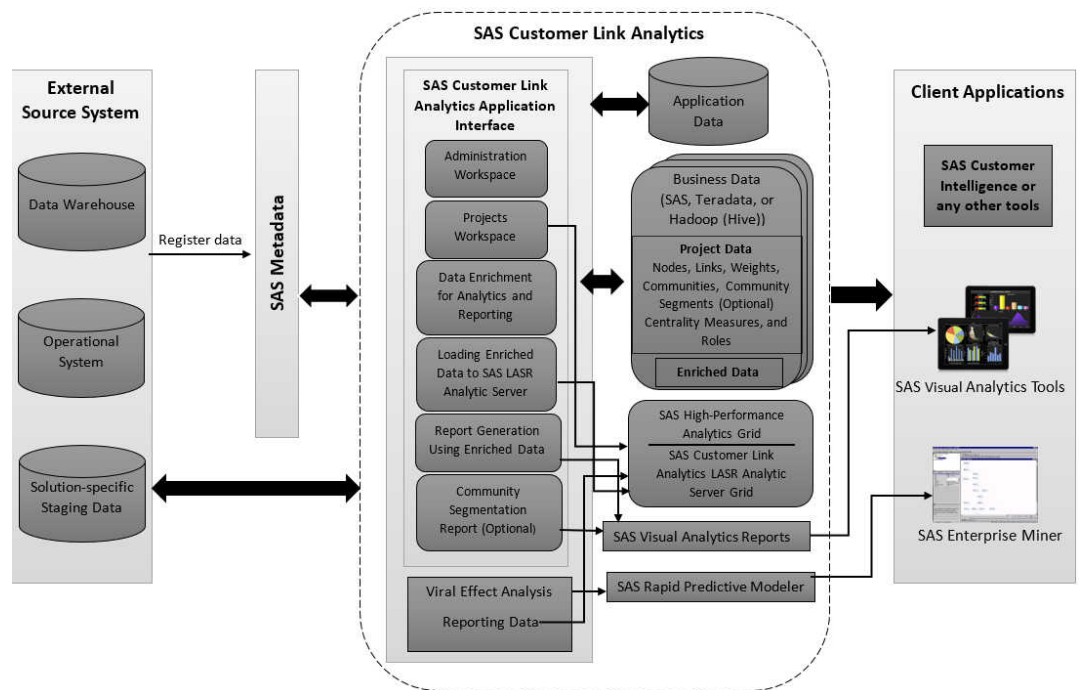 SAS Customer Link Analytics
External
Source System
Data Warehouse
Operational
System
Solution-specific
Staging Data
Register data
SAS Metadata
SAS Customer Link
Analytics Application
Interface
Administration
Workspace
Projects
Workspace
Data Enrichment
for Analytics and
Reporting
Loading Enriched
Data to SAS LASR
Analytic Server
Report Generation
Using Enriched Data
Community
Segmentation
Report (Optional)
Viral Effect Analysis
Reporting Data
Application
Data
Business Data
(SAS, Teradata, or
Hadoop (Hive))
Project Data
Nodes, Links, Weights,
Communities, Community
Segments (Optional)
Centrality Measures, and
Roles
Enriched Data
SAS High-Performance
Analytics Grid
SAS Customer Link
Analytics LASR Analytic
Server Grid
SAS Visual Analytics Reports
SAS Rapid Predictive Modeler
Client Applications
SAS Customer
Intelligence or
any other tools
SAS Visual Analytics Tools
SAS Enterprise Miner